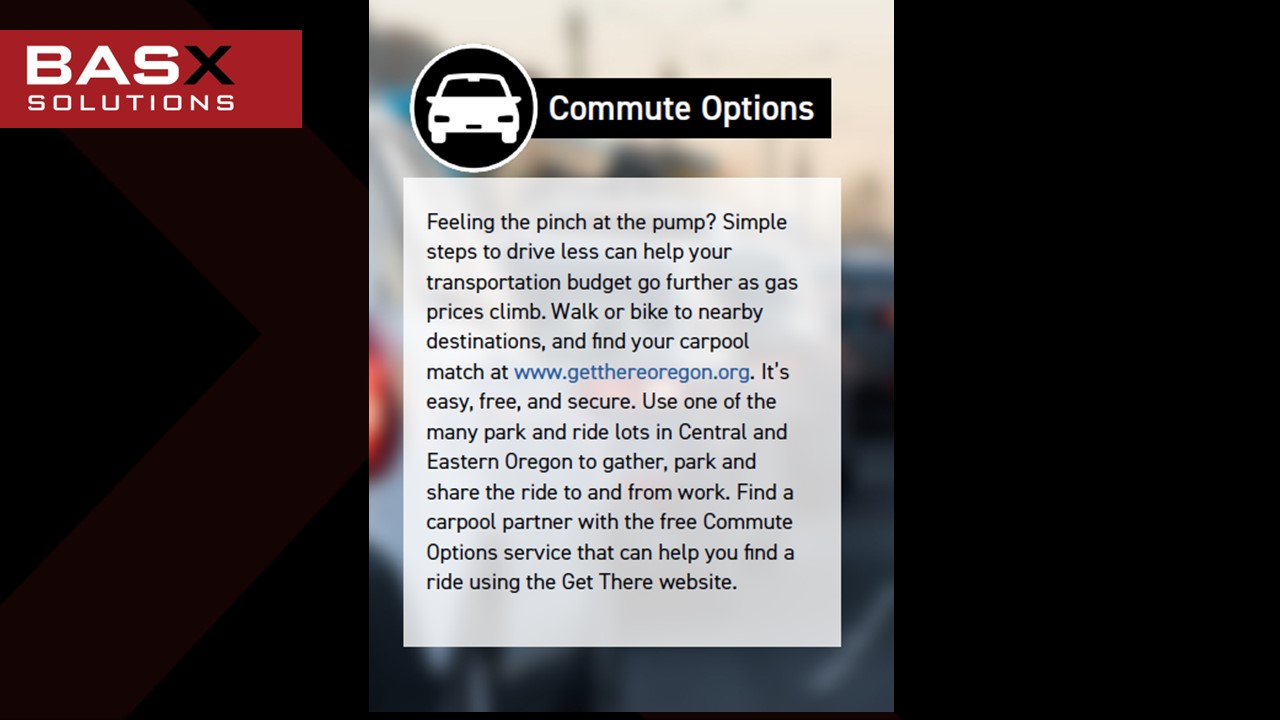 BASX
SOLUTIONS
Commute Options
Feeling the pinch at the pump? Simple
steps to drive less can help your
transportation budget go further as gas
prices climb. Walk or bike to nearby
destinations, and find your carpool
match at www.getthereoregon.org. It's
easy, free, and secure. Use one of the
many park and ride lots in Central and
Eastern Oregon to gather, park and
share the ride to and from work. Find a
carpool partner with the free Commute
Options service that can help you find a
ride using the Get There website.